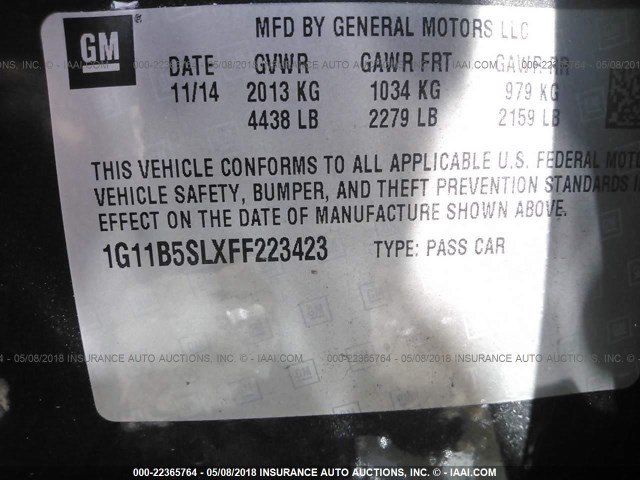 MFD BY GENERAL MOTORS LLC
GM ®
DATE GVWR GAWR FRT GAWR RR
11/14 2013 KG 1034 KG 979 KG
4438 LB 2279 LB 2159 LB
THIS VEHICLE CONFORMS TO ALL APPLICABLE U.S. FEDERAL MOT
VEHICLE SAFETY, BUMPER, AND THEFT PREVENTION STANDARDS I
EFFECT ON THE DATE OF MANUFACTURE SHOWN ABOVE.
1G11B5SLXFF223423 TYPE: PASS CAR
000-22365764 - 05/08/2018 INSURANCE AUTO AUCTIONS, INC. - © IAAI.COM